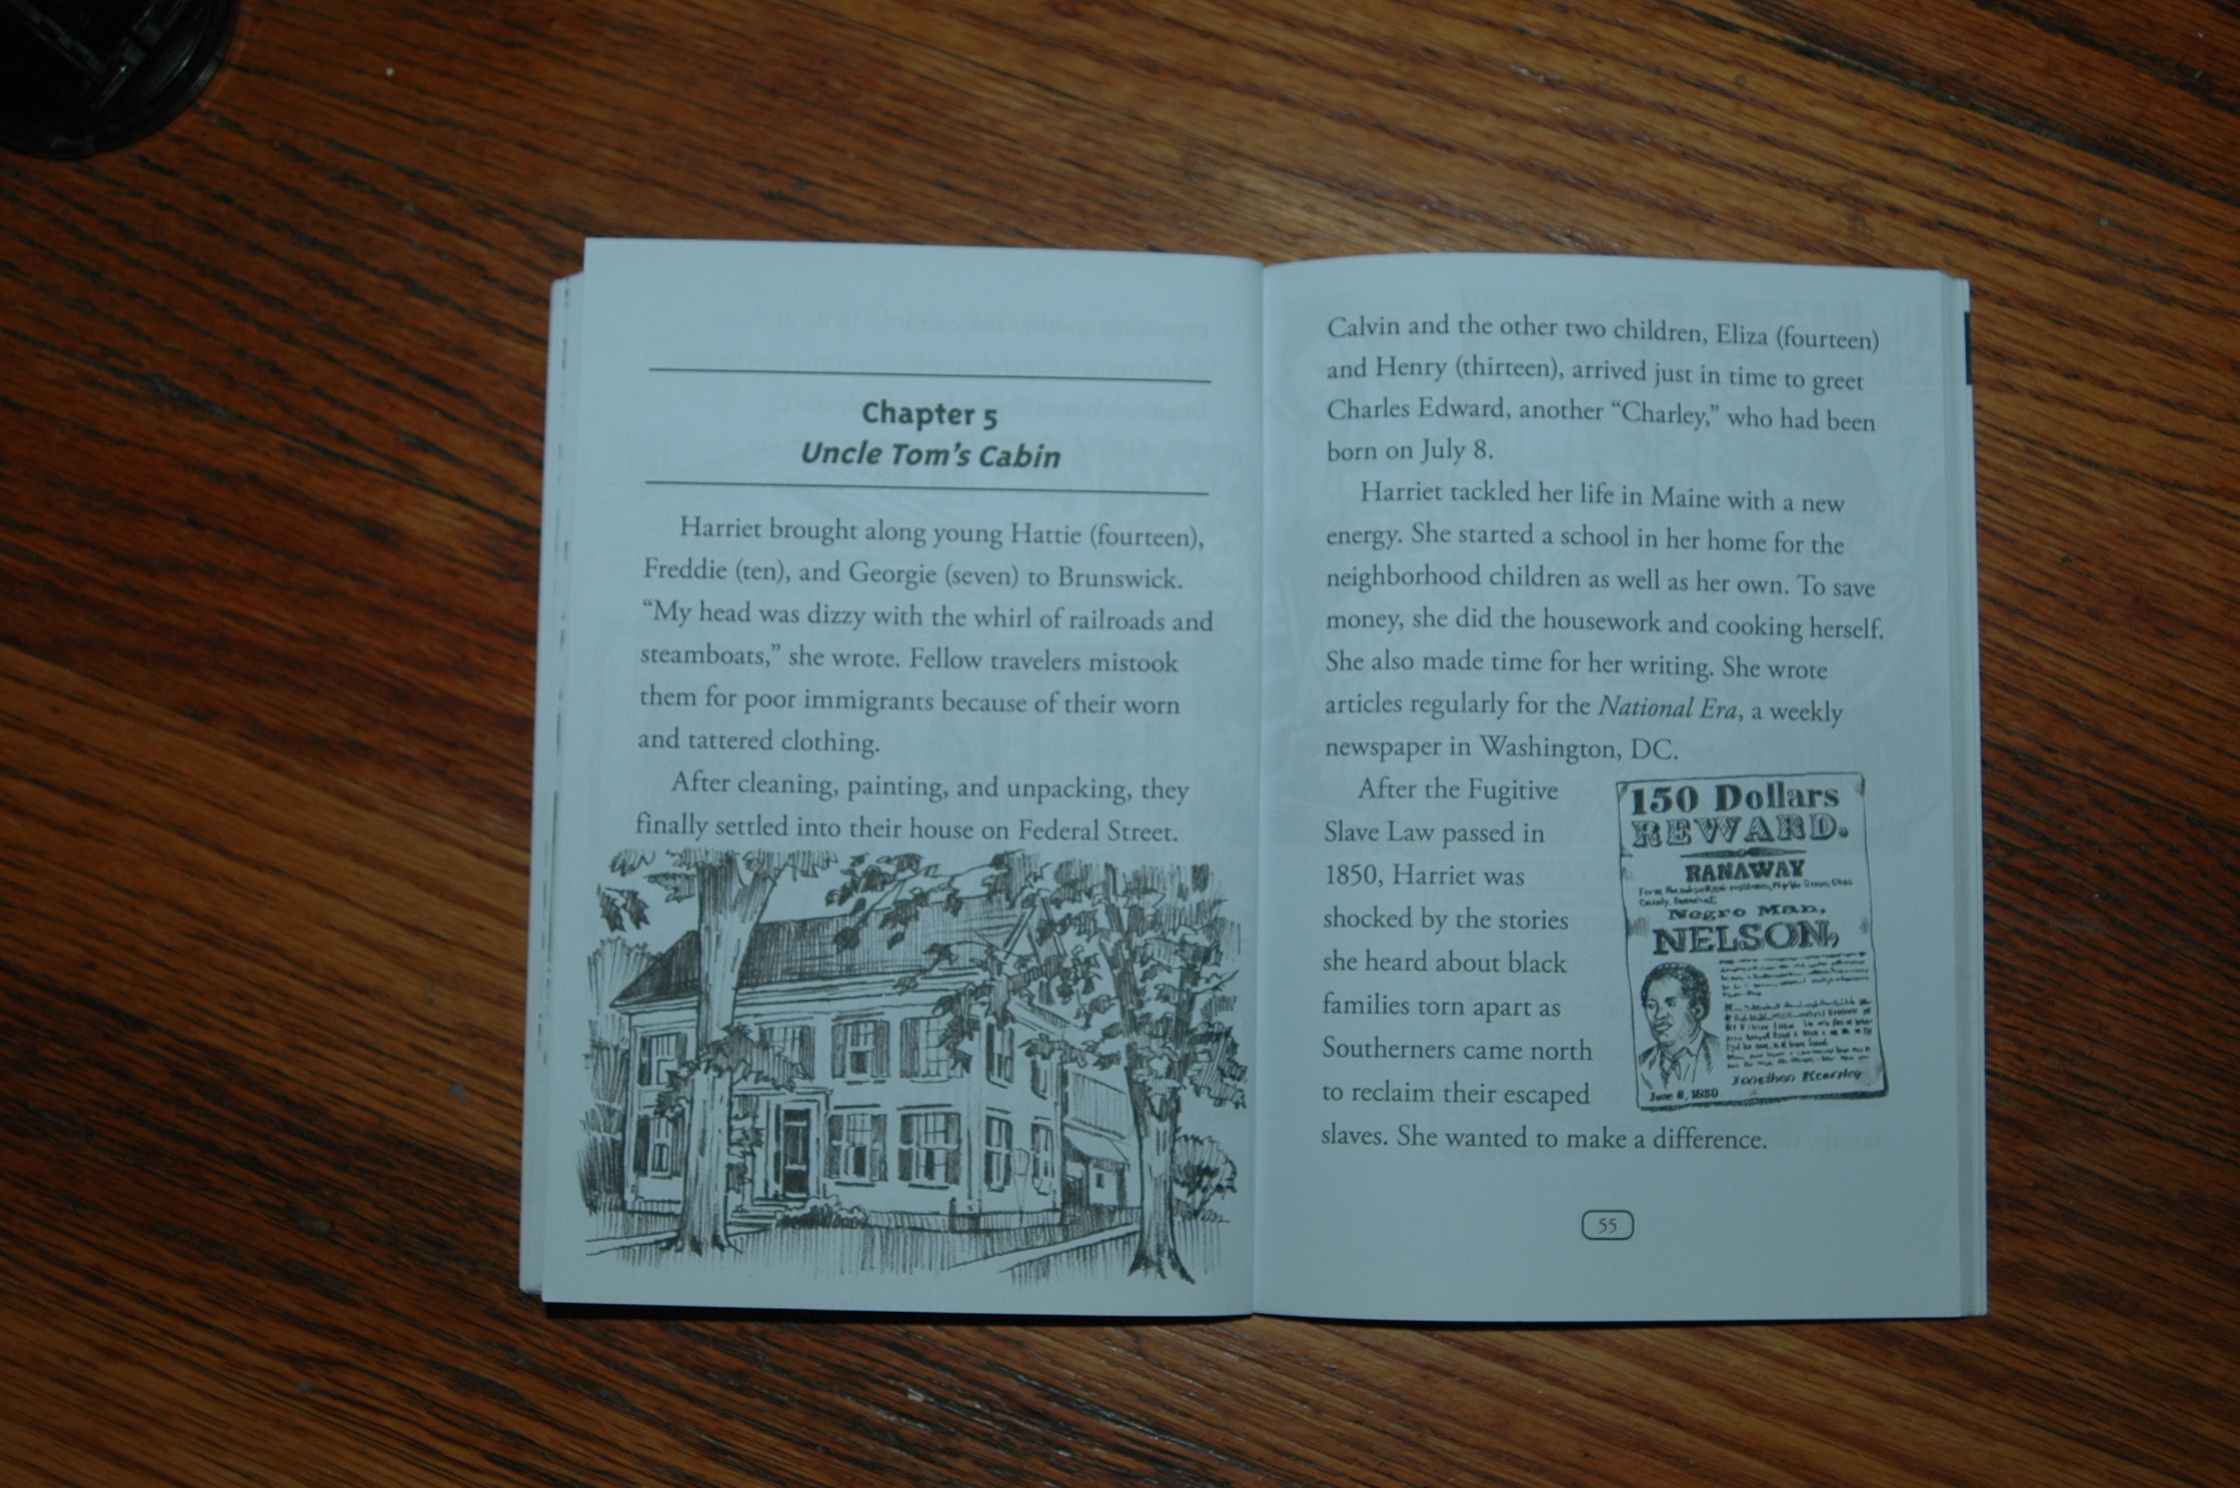 Chapter 5
Uncle Tom's Cabin
Harriet brought along young Hattie (fourteen),
Freddie (ten), and Georgie (seven) to Brunswick.
“My head was dizzy with the whirl of railroads and
steamboats,” she wrote. Fellow travelers mistook
them for poor immigrants because of their worn
and tattered clothing.
After cleaning, painting, and unpacking, they
finally settled into their house on Federal Street.
Calvin and the other two children, Eliza (fourteen)
and Henry (thirteen), arrived just in time to greet
Charles Edward, another “Charley,” who had been
born on July 8.
Harriet tackled her life in Maine with a new
energy. She started a school in her home for the
neighborhood children as well as her own. To save
money, she did the housework and cooking herself.
She also made time for her writing. She wrote
articles regularly for the National Era, a weekly
newspaper in Washington, DC.
After the Fugitive
Slave Law passed in
1850, Harriet was
shocked by the stories
she heard about black
families torn apart as
Southerners came north
to reclaim their escaped
slaves. She wanted to make a difference.
150 Dollars
REWARD.
RANAWAY
Negro Man,
NELSON,
Jonathan Kearsley
June 8, 1850
55